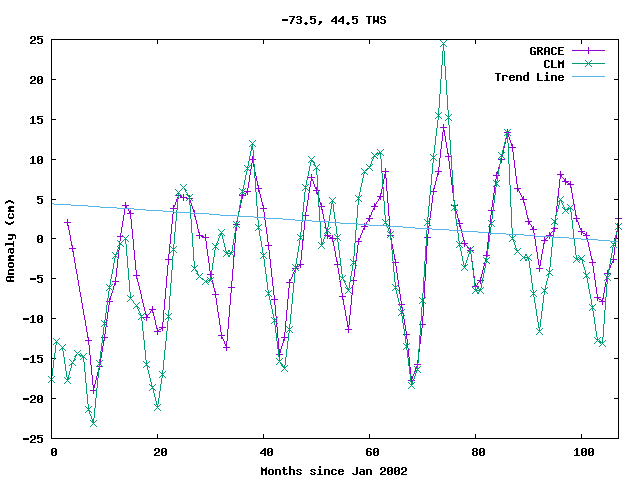 -73.5, 44.5 TWS
GRACE
CLM
Trend Line
25
20
15
10
5
0
-5
-10
-15
-20
-25
Anomaly (cm)
0 20 40 60 80 100
Months since Jan 2002